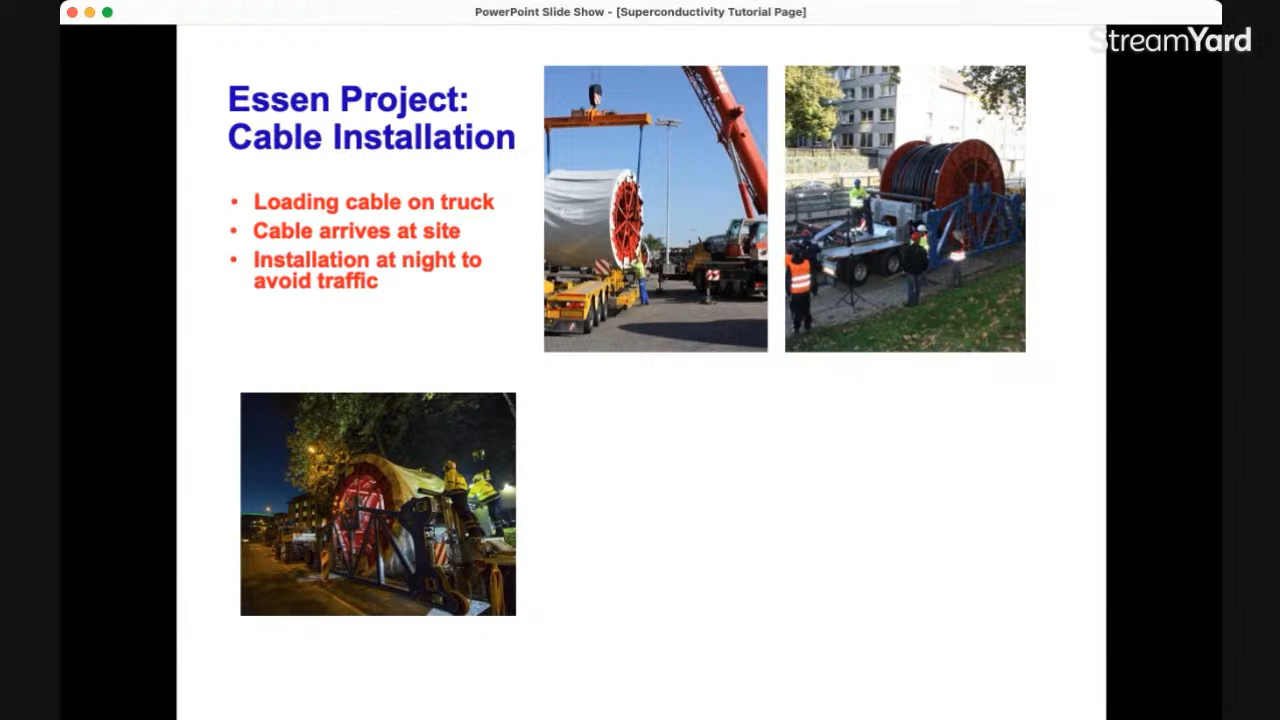 PowerPoint Slide Show - [Superconductivity Tutorial Page]
StreamYard
Essen Project:
Cable Installation
• Loading cable on truck
• Cable arrives at site
• Installation at night to
avoid traffic